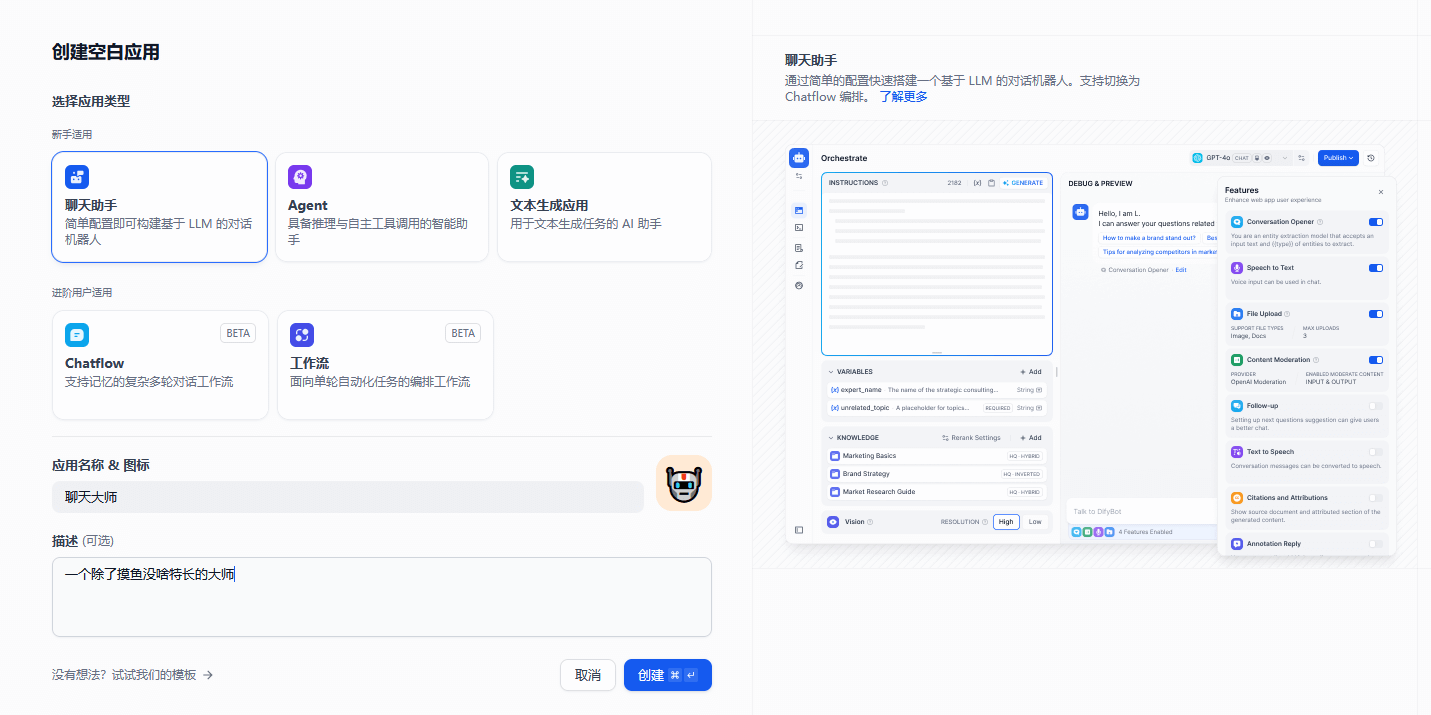 创建空白应用
选择应用类型
新手适用
聊天助手
简单配置即可构建基于 LLM 的对话
机器人
Agent
具备推理与自主工具调用的智能助
手
文本生成应用
用于文本生成任务的 AI 助手
进阶用户适用
BETA
Chatflow
支持记忆的复杂多轮对话工作流
BETA
工作流
面向单轮自动化任务的编排工作流
应用名称 & 图标
聊天大师
描述 (可选)
一个除了摸鱼没啥特长的大师
没有想法？试试我们的模板 →
取消
创建 ⌘ ↵
聊天助手
通过简单的配置快速搭建一个基于 LLM 的对话机器人。支持切换为
Chatflow 编排。 了解更多
Orchestrate
GPT-4o CHAT
Publish
INSTRUCTIONS
2182 {x} GENERATE
VARIABLES
+ Add
{x} expert_name · The name of the strategic consulting...
String
{x} unrelated_topic · A placeholder for topics...
REQUIRED String
KNOWLEDGE
Rerank Settings + Add
Marketing Basics
HQ · HYBRID
Brand Strategy
HQ · INVERTED
Market Research Guide
HQ · HYBRID
Vision
RESOLUTION High Low
DEBUG & PREVIEW
Hello, I am L.
I can answer your questions related
How to make a brand stand out? Bes
Tips for analyzing competitors in market
Conversation Opener · Edit
Talk to DifyBot
4 Features Enabled
Features
Enhance web app user experience
Conversation Opener
You are an entity extraction model that accepts an
input text and {{type}} of entities to extract.
Speech to Text
Voice input can be used in chat.
File Upload
SUPPORT FILE TYPES MAX UPLOADS
Image, Docs 3
Content Moderation
PROVIDER ENABLED MODERATE CONTENT
OpenAI Moderation INPUT & OUTPUT
Follow-up
Setting up next questions suggestion can give users
a better chat.
Text to Speech
Conversation messages can be converted to speech.
Citations and Attributions
Show source document and attributed section of the
generated content.
Annotation Reply